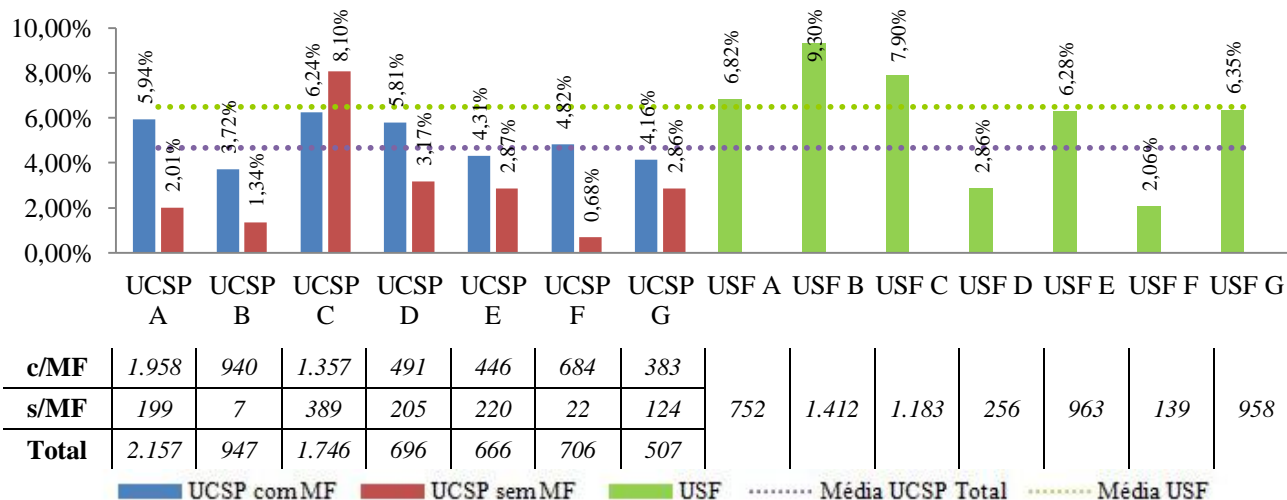 10,00%
8,00%
6,00%
4,00%
2,00%
0,00%
5,94%
2,01%
3,72%
1,34%
6,24%
8,10%
5,81%
3,17%
4,31%
2,87%
4,82%
0,68%
4,16%
2,86%
6,82%
9,30%
7,90%
2,86%
6,28%
2,06%
6,35%
UCSP A
UCSP B
UCSP C
UCSP D
UCSP E
UCSP F
UCSP G
USF A
USF B
USF C
USF D
USF E
USF F
USF G
c/MF 1.958 940 1.357 491 446 684 383
s/MF 199 7 389 205 220 22 124 752 1.412 1.183 256 963 139 958
Total 2.157 947 1.746 696 666 706 507
UCSP com MF UCSP sem MF USF Média UCSP Total Média USF